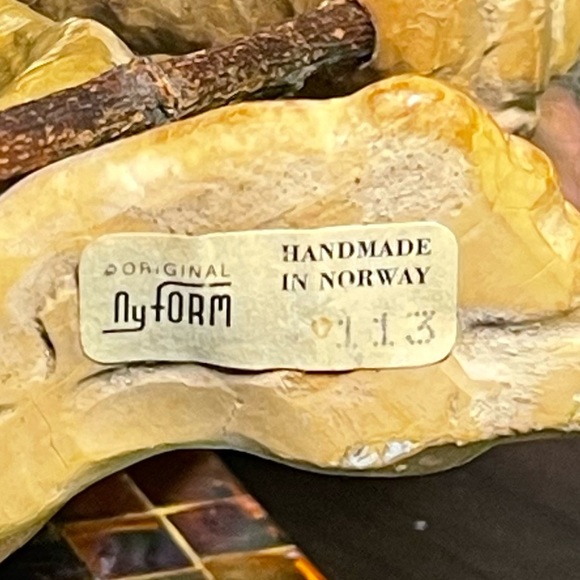 ORIGINAL
nyFORM
HANDMADE
IN NORWAY
113